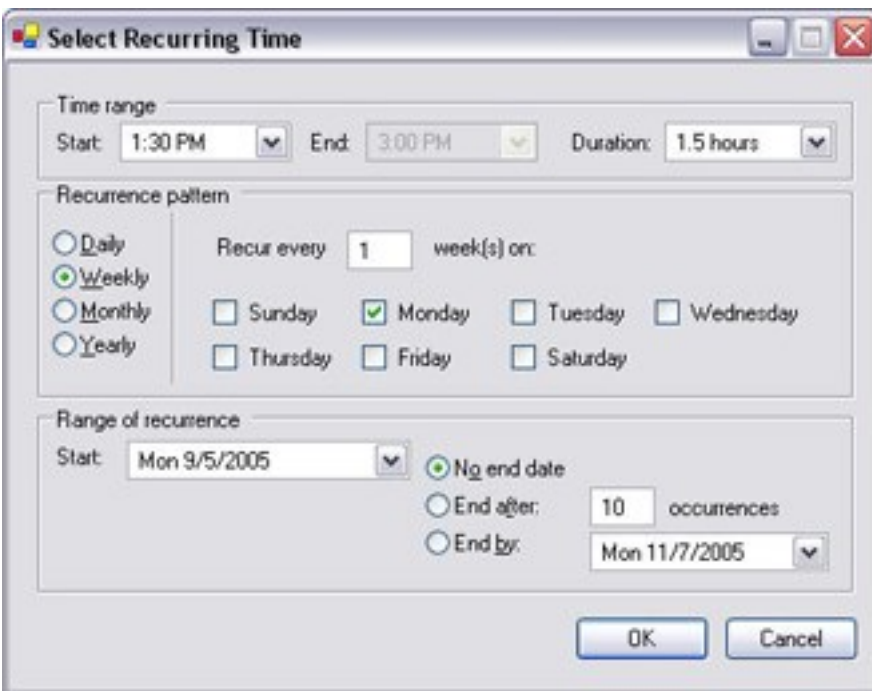 Select Recurring Time
Time range
Start: 1:30 PM End: 3:00 PM Duration: 1.5 hours
Recurrence pattern
Daily
Recur every 1 week(s) on:
Weekly
Monthly
Sunday Monday Tuesday Wednesday
Yearly
Thursday Friday Saturday
Range of recurrence
Start: Mon 9/5/2005
No end date
End after: 10 occurrences
End by: Mon 11/7/2005
OK Cancel